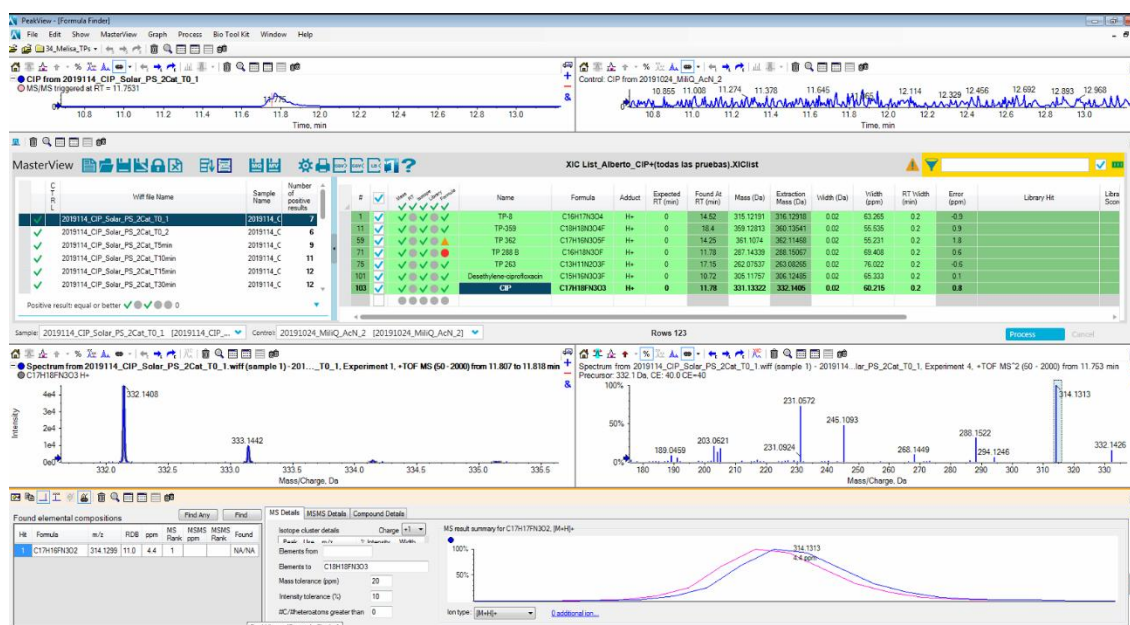 PeakView - [Formula Finder]
File Edit Show MasterView Graph Process Bio Tool Kit Window Help
34_Melisa_TPs
CIP from 2019114_CIP_Solar_PS_2Cat_T0_1
MS/MS triggered at RT = 11.7531
11.775
0
10.8 11.0 11.2 11.4 11.6 11.8 12.0 12.2 12.4 12.6 12.8 13.0
Time, min
Control: CIP from 20191024_MiliQ_AcN_2
10.855 11.008 11.274 11.378 11.645 12.114 12.329 12.456 12.692 12.893 12.968
10.8 11.0 11.2 11.4 11.6 11.8 12.0 12.2 12.4 12.6 12.8 13.0
Time, min
MasterView
XIC List_Alberto_CIP+(todas las pruebas).XIClist
CTRL Wiff file Name Sample Name Number of positive results
2019114_CIP_Solar_PS_2Cat_T0_1 2019114_C 7
2019114_CIP_Solar_PS_2Cat_T0_2 2019114_C 6
2019114_CIP_Solar_PS_2Cat_T5min 2019114_C 9
2019114_CIP_Solar_PS_2Cat_T10min 2019114_C 11
2019114_CIP_Solar_PS_2Cat_T15min 2019114_C 12
2019114_CIP_Solar_PS_2Cat_T30min 2019114_C 12
Positive result: equal or better 0
# Mass RT Isotope Library Formula Name Formula Adduct Expected RT (min) Found At RT (min) Mass (Da) Extraction Mass (Da) Width (Da) Width (ppm) RT Width (min) Error (ppm) Library Hit Libra Scor
1 TP-8 C16H17N3O4 H+ 0 14.52 315.12191 316.12918 0.02 63.265 0.2 -0.9
11 TP-359 C18H18N3O4F H+ 0 18.4 359.12813 360.13541 0.02 55.535 0.2 0.9
59 TP 362 C17H16N3O5F H+ 0 14.25 361.1074 362.11468 0.02 55.231 0.2 1.8
71 TP 288 B C16H18N3OF H+ 0 11.78 287.14339 288.15067 0.02 69.408 0.2 0.6
75 TP 263 C13H11N2O3F H+ 0 17.15 262.07537 263.08265 0.02 76.022 0.2 -0.6
101 Desethylene-ciprofloxacin C15H16N3O3F H+ 0 10.72 305.11757 306.12485 0.02 65.333 0.2 0.1
103 CIP C17H18FN3O3 H+ 0 11.78 331.13322 332.1405 0.02 60.215 0.2 0.8
Sample: 2019114_CIP_Solar_PS_2Cat_T0_1 [2019114_CIP_... Control: 20191024_MiliQ_AcN_2 [20191024_MiliQ_AcN_2] Rows 123 Process Cancel
Spectrum from 2019114_CIP_Solar_PS_2Cat_T0_1.wiff (sample 1) - 201..._T0_1, Experiment 1, +TOF MS (50 - 2000) from 11.807 to 11.818 min
C17H18FN3O3 H+
Intensity
4e4
3e4
2e4
1e4
0e0
332.1408
333.1442
332.0 332.5 333.0 333.5 334.0 334.5 335.0 335.5 336.0 336.5
Mass/Charge, Da
Spectrum from 2019114_CIP_Solar_PS_2Cat_T0_1.wiff (sample 1) - 2019114...lar_PS_2Cat_T0_1, Experiment 4, +TOF MS^2 (50 - 2000) from 11.753 min
Precursor: 332.1 Da, CE: 40.0 CE=40
100%
50%
0%
189.0459 203.0621 231.0572 231.0924 245.1093 268.1449 288.1522 294.1246 314.1313 332.1426
180 190 200 210 220 230 240 250 260 270 280 290 300 310 320 330
Mass/Charge, Da
Found elemental compositions Find Any Find
Hit Formula m/z RDB ppm MS Rank MSMS ppm MSMS Rank Found
1 C17H16FN3O2 314.1299 11.0 4.4 1 NA/NA
MS Details MSMS Details Compound Details
Isotope cluster details Charge +1
Peak Use m/z % Intensity Width
Elements from
Elements to C18H18FN3O3
Mass tolerance (ppm) 20
Intensity tolerance (%) 10
#C/#heteroatoms greater than 0
MS result summary for C17H17FN3O2, [M+H]+
100%
50%
314.1313
4.4 ppm
Ion type: [M+H]+ 0 additional ion...